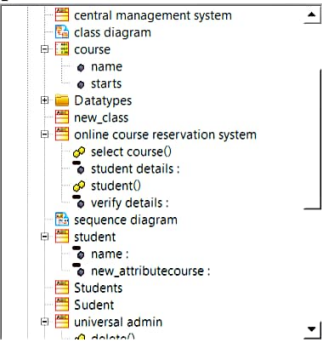 central management system
class diagram
course
name
starts
Datatypes
new_class
online course reservation system
select course()
student details :
student()
verify details :
sequence diagram
student
name :
new_attributecourse :
Students
Sudent
universal admin
delete()